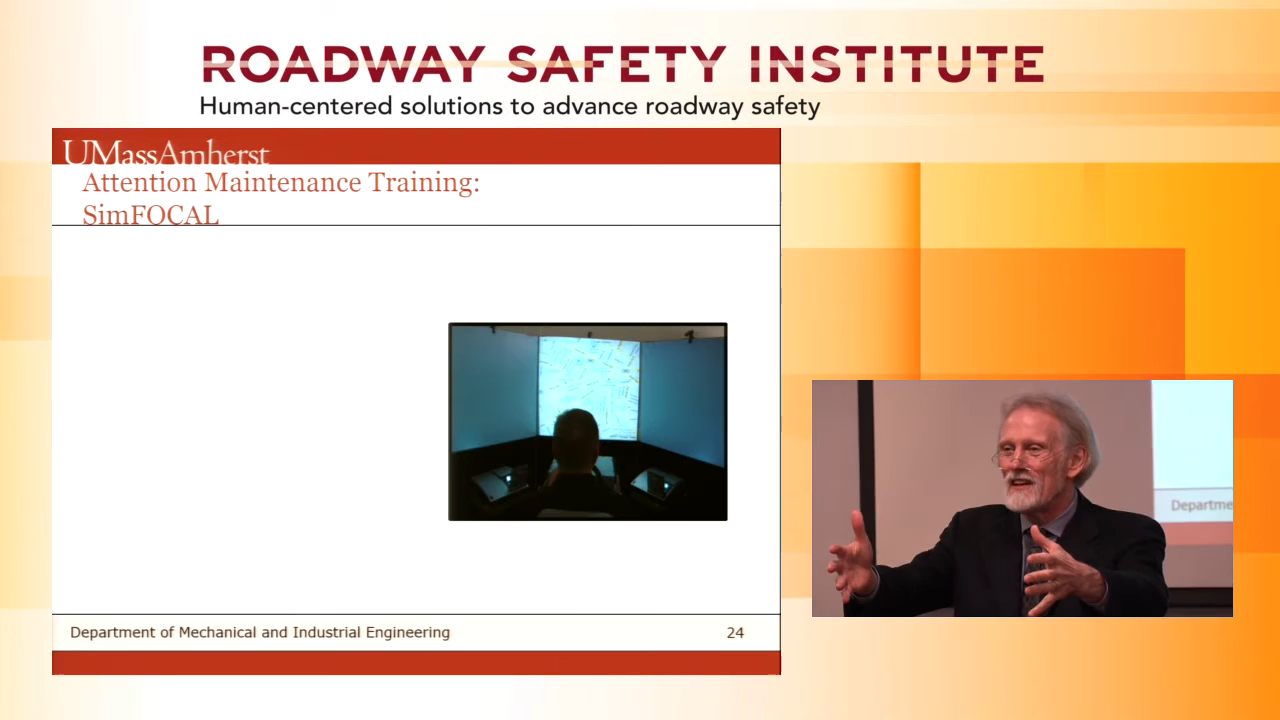 ROADWAY SAFETY INSTITUTE
Human-centered solutions to advance roadway safety
UMassAmherst
Attention Maintenance Training:
SimFOCAL
Departme
Department of Mechanical and Industrial Engineering
24